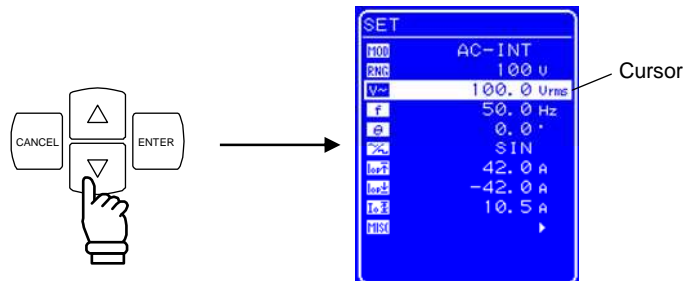 CANCEL
ENTER
SET
MOD AC-INT
RNG 100 V
V~ 100.0 Vrms
f 50.0 Hz
θ 0.0 °
SIN
42.0 A
-42.0 A
10.5 A
MISC
Cursor